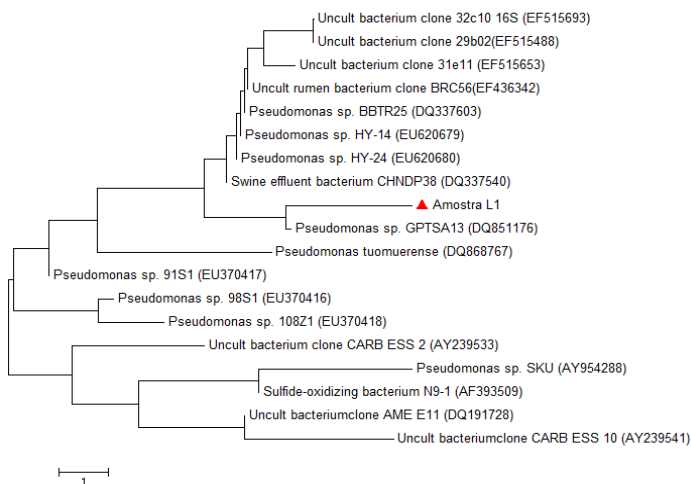 Uncult bacterium clone 32c10 16S (EF515693)
Uncult bacterium clone 29b02(EF515488)
Uncult bacterium clone 31e11 (EF515653)
Uncult rumen bacterium clone BRC56(EF436342)
Pseudomonas sp. BBTR25 (DQ337603)
Pseudomonas sp. HY-14 (EU620679)
Pseudomonas sp. HY-24 (EU620680)
Swine effluent bacterium CHNDP38 (DQ337540)
Amostra L1
Pseudomonas sp. GPTSA13 (DQ851176)
Pseudomonas tuomuerense (DQ868767)
Pseudomonas sp. 91S1 (EU370417)
Pseudomonas sp. 98S1 (EU370416)
Pseudomonas sp. 108Z1 (EU370418)
Uncult bacterium clone CARB ESS 2 (AY239533)
Pseudomonas sp. SKU (AY954288)
Sulfide-oxidizing bacterium N9-1 (AF393509)
Uncult bacteriumclone AME E11 (DQ191728)
Uncult bacteriumclone CARB ESS 10 (AY239541)
1